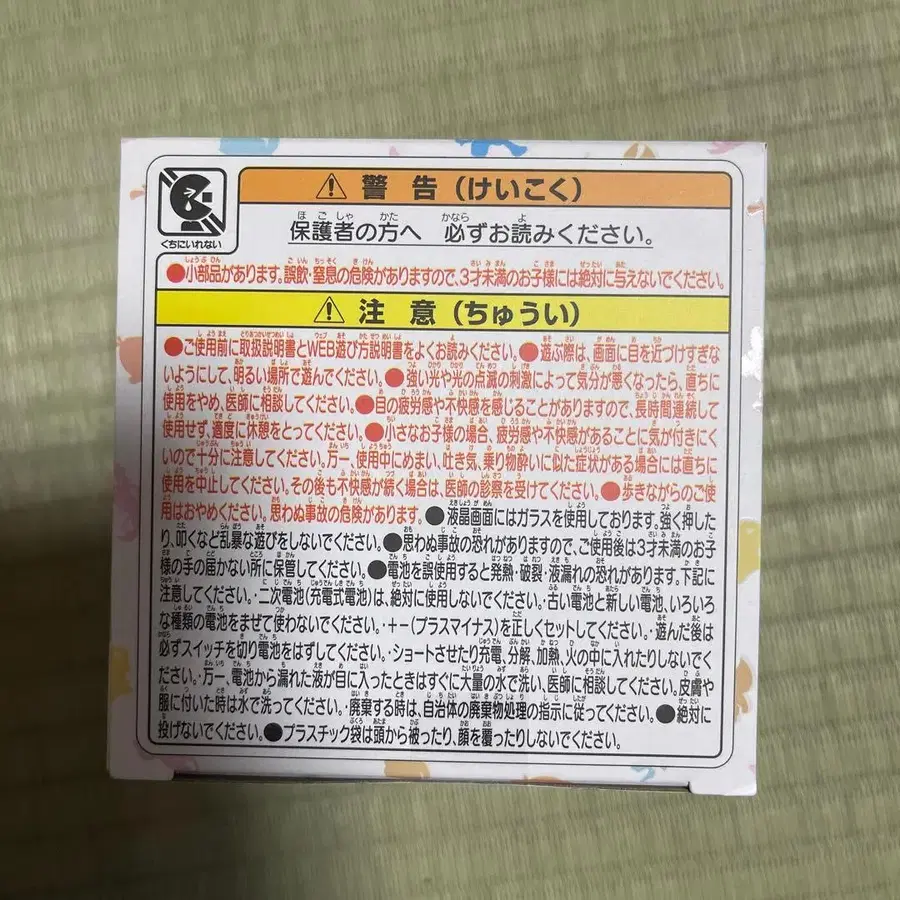 くちにいれない
⚠ 警告(けいこく)
保護者の方へ 必ずお読みください。
●小部品があります。誤飲・窒息の危険がありますので、3才未満のお子様には絶対に与えないでください。
⚠ 注意(ちゅうい)
●ご使用前に取扱説明書とWEB遊び方説明書をよくお読みください。●遊ぶ際は、画面に目を近づけすぎな
いようにして、明るい場所で遊んでください。●強い光や光の点滅の刺激によって気分が悪くなったら、直ちに
使用をやめ、医師に相談してください。●目の疲労感や不快感を感じることがありますので、長時間連続して
使用せず、適度に休憩をとってください。●小さなお子様の場合、疲労感や不快感があることに気が付きにく
いので十分に注意してください。万一、使用中にめまい、吐き気、乗り物酔いに似た症状がある場合には直ちに
使用を中止してください。その後も不快感が続く場合は、医師の診察を受けてください。●歩きながらのご使
用はおやめください。思わぬ事故の危険があります。●液晶画面にはガラスを使用しております。強く押した
り、叩くなど乱暴な遊びをしないでください。●思わぬ事故の恐れがありますので、ご使用後は3才未満のお子
様の手の届かない所に保管してください。●電池を誤使用すると発熱・破裂・液漏れの恐れがあります。下記に
注意してください。・二次電池(充電式電池)は、絶対に使用しないでください。・古い電池と新しい電池、いろいろ
な種類の電池をまぜて使わないでください。・+-(プラスマイナス)を正しくセットしてください。・遊んだ後は
必ずスイッチを切り電池をはずしてください。・ショートさせたり充電、分解、加熱、火の中に入れたりしないでく
ださい。・万一、電池から漏れた液が目に入ったときはすぐに大量の水で洗い、医師に相談してください。皮膚や
服に付いた時は水で洗ってください。・廃棄する時は、自治体の廃棄物処理の指示に従ってください。●絶対に
投げないでください。●プラスチック袋は頭から被ったり、顔を覆ったりしないでください。